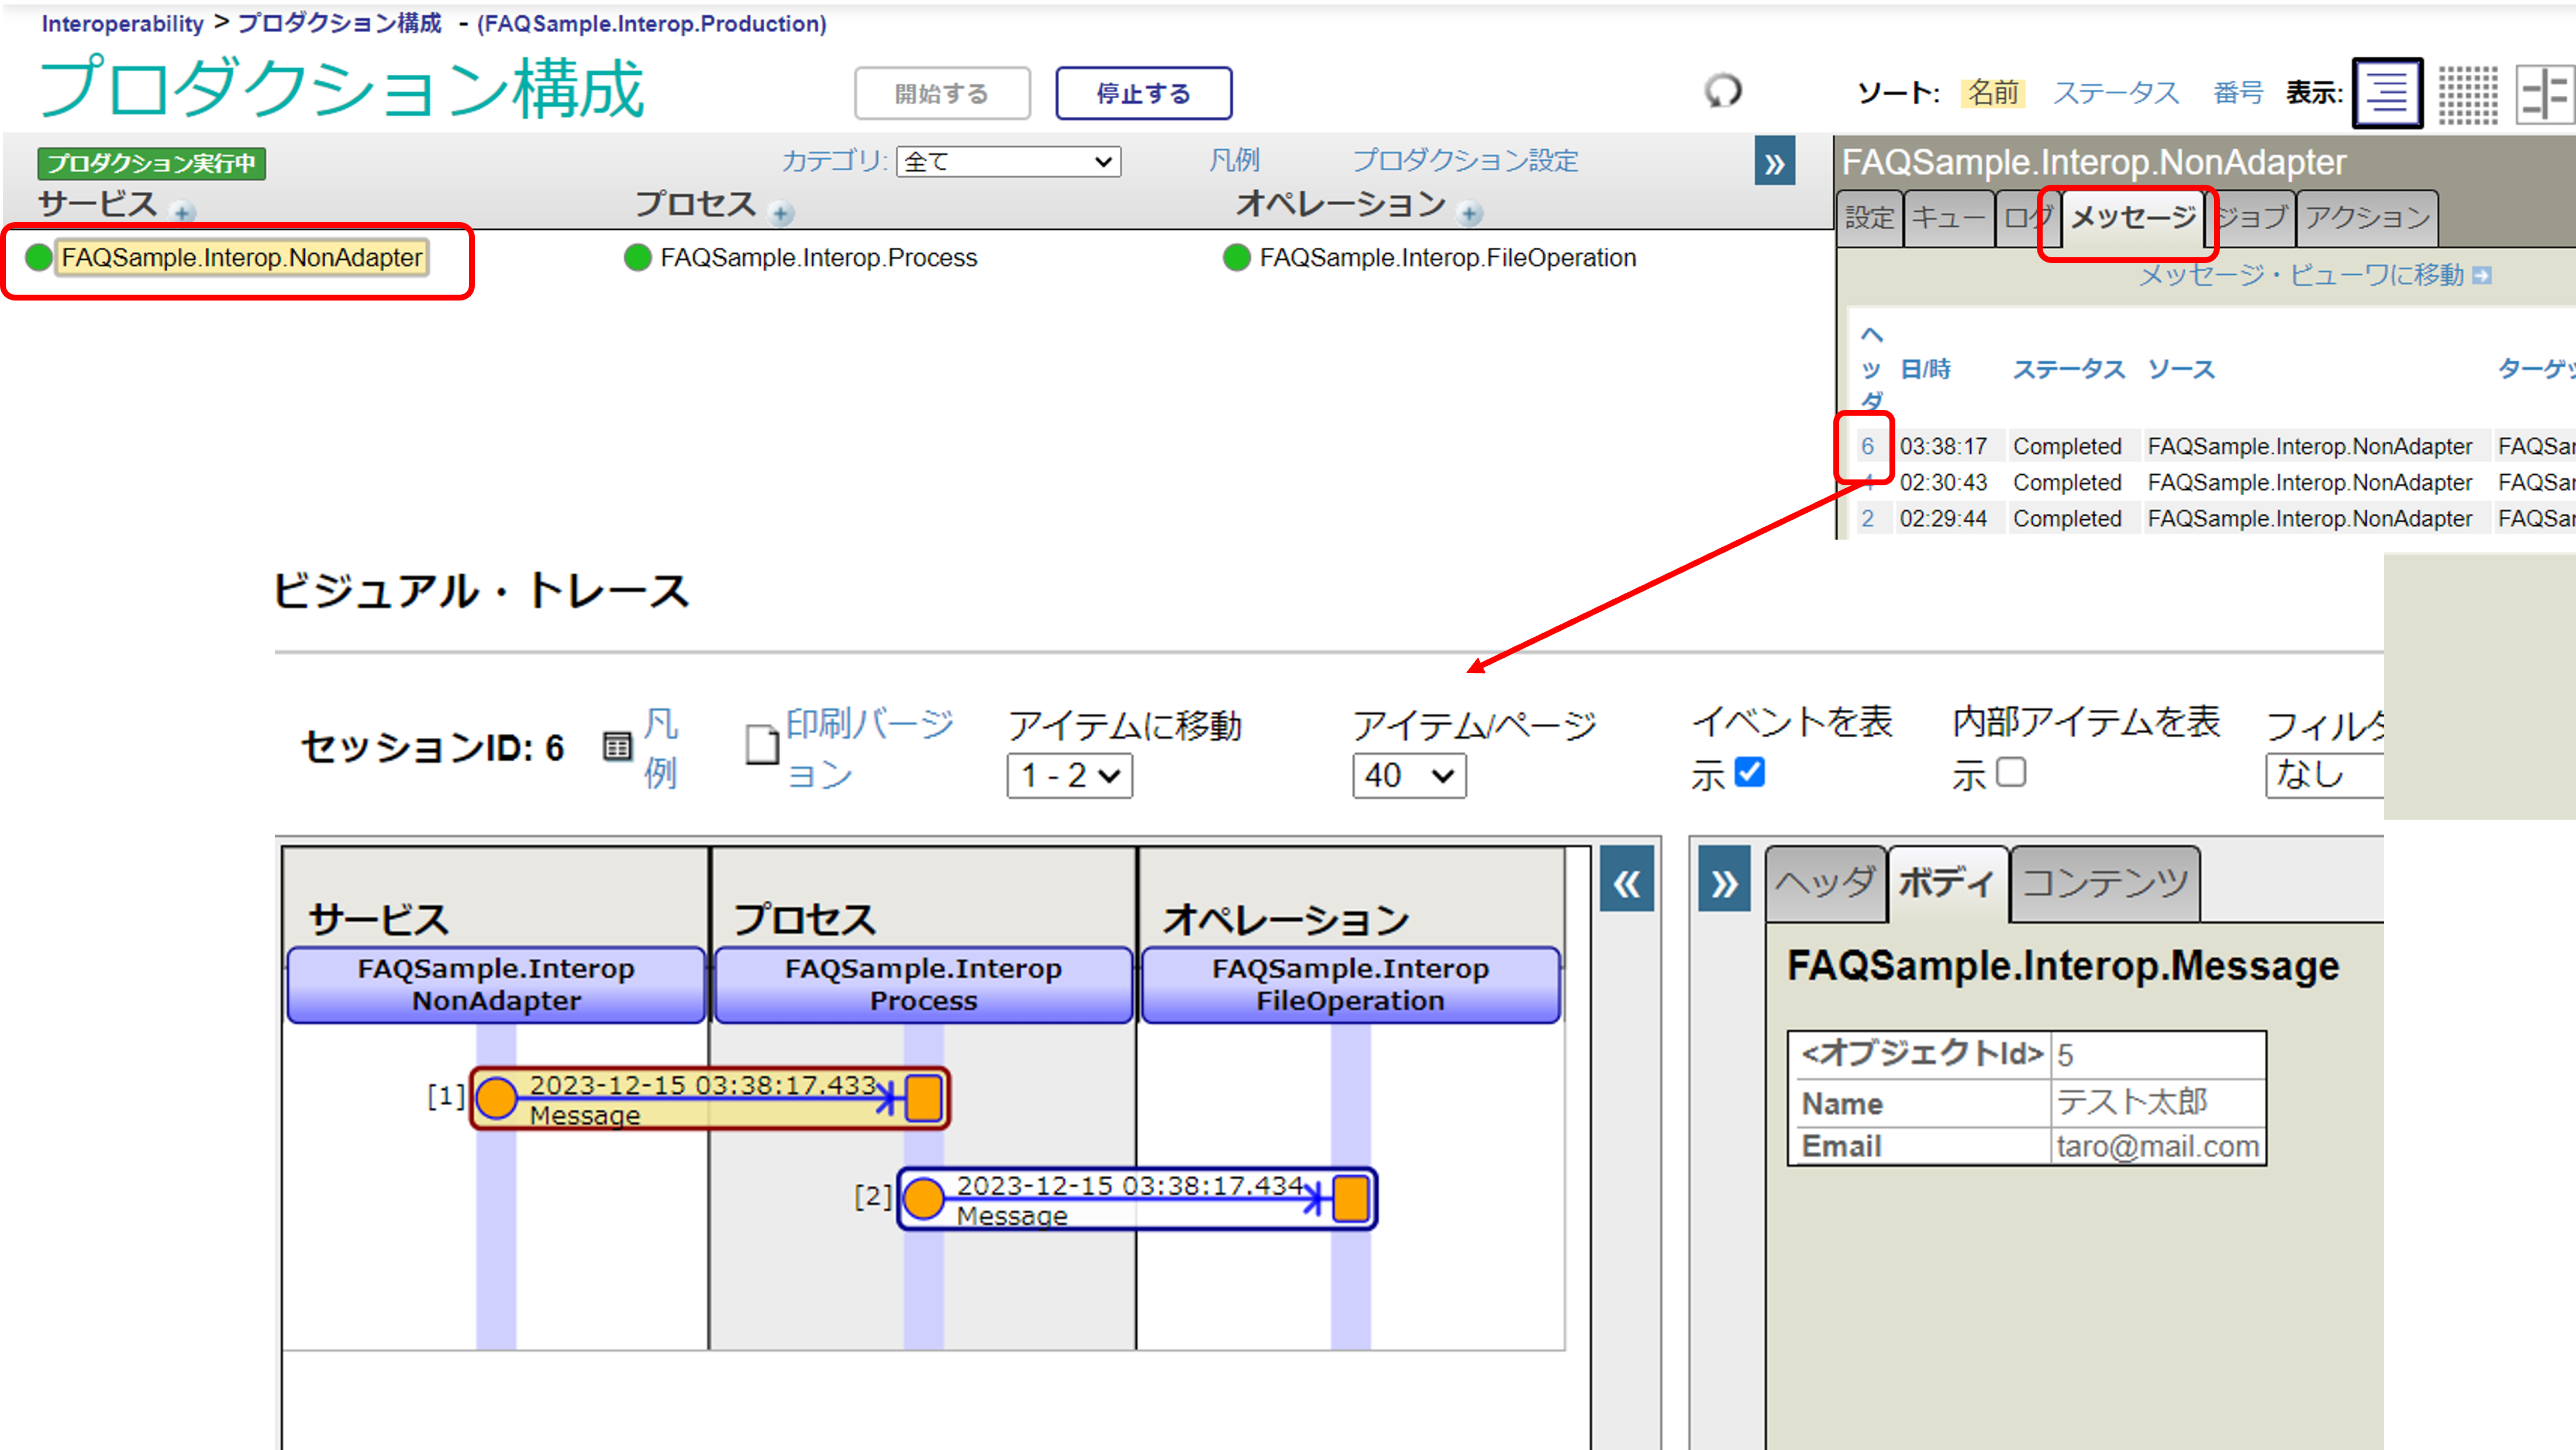 Interoperability > プロダクション構成 - (FAQSample.Interop.Production)
プロダクション構成
開始する
停止する
ソート: 名前 ステータス 番号 表示:
プロダクション実行中
カテゴリ: 全て
凡例
プロダクション設定
»
サービス
プロセス
オペレーション
FAQSample.Interop.NonAdapter
FAQSample.Interop.Process
FAQSample.Interop.FileOperation
FAQSample.Interop.NonAdapter
設定 キュー ログ メッセージ ジョブ アクション
メッセージ・ビューワに移動
ヘッダ 日/時 ステータス ソース ターゲッ
6 03:38:17 Completed FAQSample.Interop.NonAdapter FAQSa
4 02:30:43 Completed FAQSample.Interop.NonAdapter FAQSa
2 02:29:44 Completed FAQSample.Interop.NonAdapter FAQSa
ビジュアル・トレース
セッションID: 6
凡
例
印刷バージ
ョン
アイテムに移動
1 - 2
アイテム/ページ
40
イベントを表
示
内部アイテムを表
示
フィルタ
なし
サービス
プロセス
オペレーション
FAQSample.Interop
NonAdapter
FAQSample.Interop
Process
FAQSample.Interop
FileOperation
[1] 2023-12-15 03:38:17.433
Message
[2] 2023-12-15 03:38:17.434
Message
«
»
ヘッダ ボディ コンテンツ
FAQSample.Interop.Message
<オブジェクトId> 5
Name テスト太郎
Email taro@mail.com